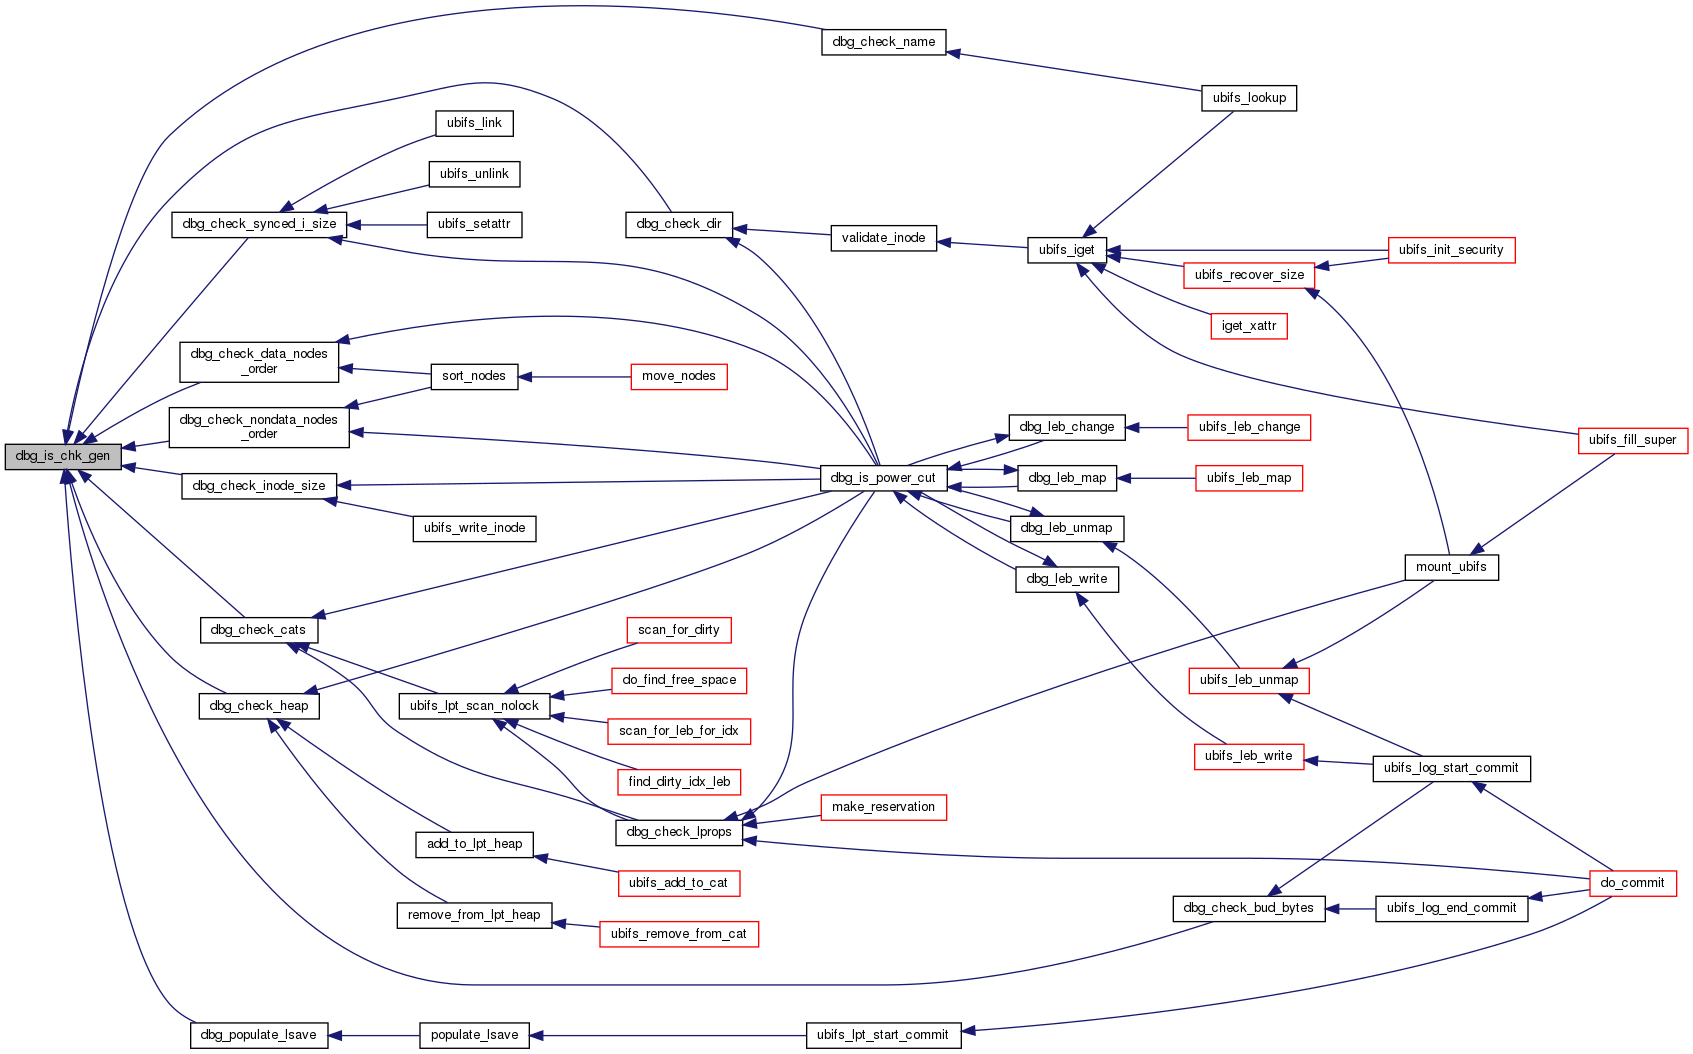 dbg_check_name
ubifs_lookup
ubifs_link
ubifs_unlink
dbg_check_synced_i_size
ubifs_setattr
dbg_check_dir
validate_inode
ubifs_iget
ubifs_init_security
ubifs_recover_size
iget_xattr
dbg_check_data_nodes
_order
sort_nodes
move_nodes
dbg_check_nondata_nodes
_order
dbg_leb_change
ubifs_leb_change
ubifs_fill_super
dbg_is_chk_gen
dbg_check_inode_size
dbg_is_power_cut
dbg_leb_map
ubifs_leb_map
ubifs_write_inode
dbg_leb_unmap
mount_ubifs
dbg_leb_write
dbg_check_cats
scan_for_dirty
do_find_free_space
ubifs_leb_unmap
dbg_check_heap
ubifs_lpt_scan_nolock
scan_for_leb_for_idx
ubifs_leb_write
ubifs_log_start_commit
find_dirty_idx_leb
make_reservation
dbg_check_lprops
add_to_lpt_heap
ubifs_add_to_cat
do_commit
remove_from_lpt_heap
dbg_check_bud_bytes
ubifs_log_end_commit
ubifs_remove_from_cat
dbg_populate_lsave
populate_lsave
ubifs_lpt_start_commit